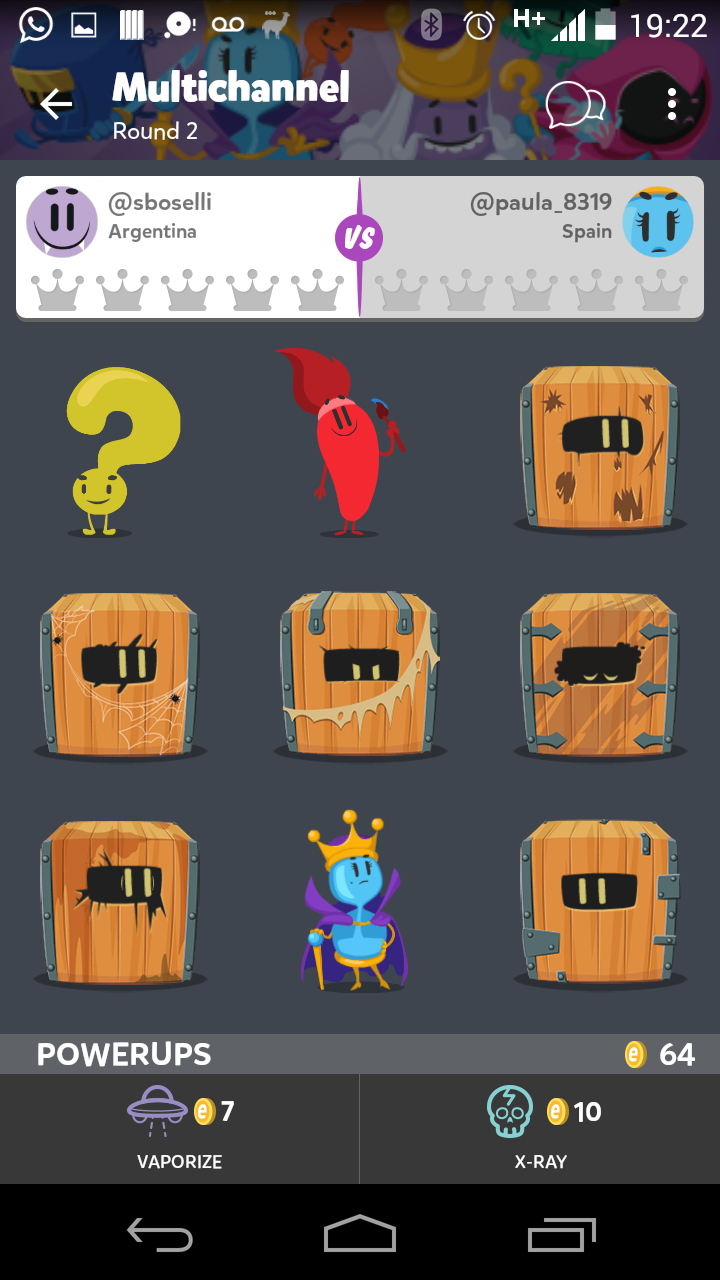 H+ 19:22
Multichannel
Round 2
@sboselli @paula_8319
Argentina Spain
VS
POWERUPS e 64
e 7 e 10
VAPORIZE X-RAY